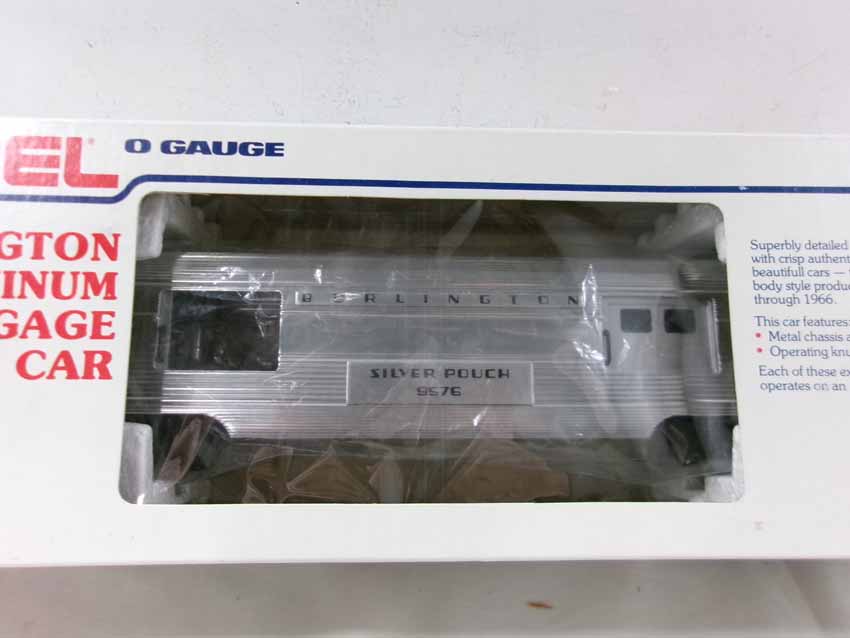 EL
O GAUGE
GTON
INUM
GAGE
CAR
BURLINGTON
SILVER POUCH
9576
Superbly detailed
with crisp authent
beautifull cars —
body style produc
through 1966.
This car features:
• Metal chassis a
• Operating knu
Each of these ex
operates on an